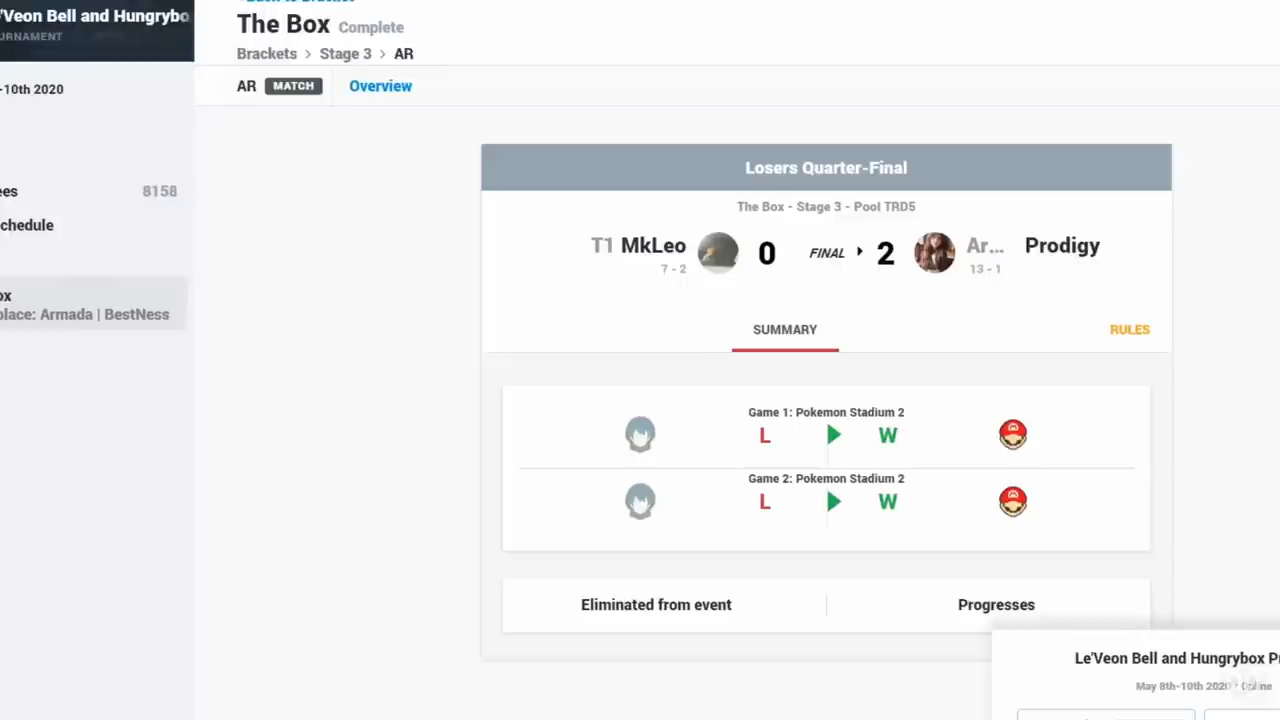 'Veon Bell and Hungrybo
URNAMENT
-10th 2020
ees 8158
chedule
ox
place: Armada | BestNess
The Box Complete
Brackets > Stage 3 > AR
AR MATCH Overview
Losers Quarter-Final
The Box - Stage 3 - Pool TRD5
T1 MkLeo 0 FINAL 2 Ar... Prodigy
7 - 2 13 - 1
SUMMARY RULES
Game 1: Pokemon Stadium 2
L W
Game 2: Pokemon Stadium 2
L W
Eliminated from event Progresses
Le'Veon Bell and Hungrybox P
May 8th-10th 2020 · Online